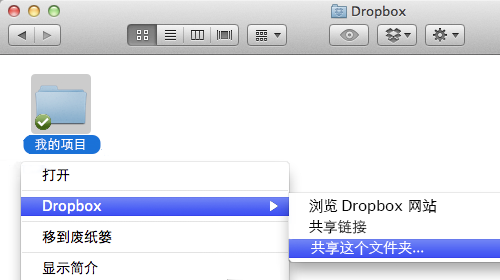 Dropbox
我的项目
打开
Dropbox
浏览 Dropbox 网站
共享链接
共享这个文件夹...
移到废纸篓
显示简介